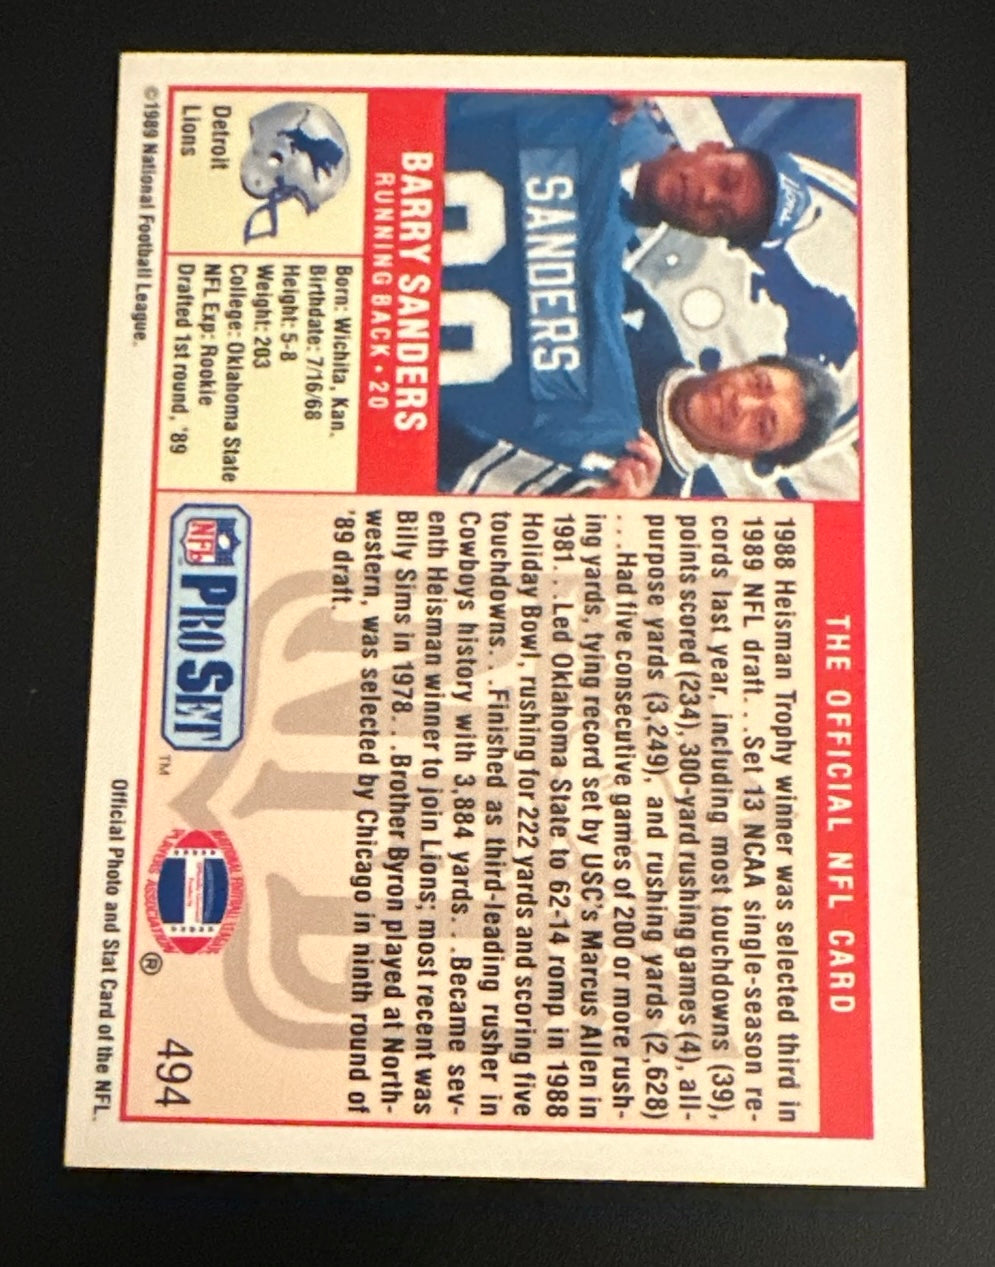 THE OFFICIAL NFL CARD
Lions
SANDERS
BARRY SANDERS
RUNNING BACK • 20
Detroit
Lions
Born: Wichita, Kan.
Birthdate: 7/16/68
Height: 5-8
Weight: 203
College: Oklahoma State
NFL Exp: Rookie
Drafted 1st round, '89
1988 Heisman Trophy winner was selected third in
1989 NFL draft. . .Set 13 NCAA single-season re-
cords last year, including most touchdowns (39),
points scored (234), 300-yard rushing games (4), all-
purpose yards (3,249), and rushing yards (2,628)
. . .Had five consecutive games of 200 or more rush-
ing yards, tying record set by USC's Marcus Allen in
1981. . .Led Oklahoma State to 62-14 romp in 1988
Holiday Bowl, rushing for 222 yards and scoring five
touchdowns. . .Finished as third-leading rusher in
Cowboys history with 3,884 yards. . .Became sev-
enth Heisman winner to join Lions; most recent was
Billy Sims in 1978. . .Brother Byron played at North-
western, was selected by Chicago in ninth round of
'89 draft.
NFL PRO SET TM
NATIONAL FOOTBALL LEAGUE
PLAYERS ASSOCIATION
®
494
©1989 National Football League.
Official Photo and Stat Card of the NFL.